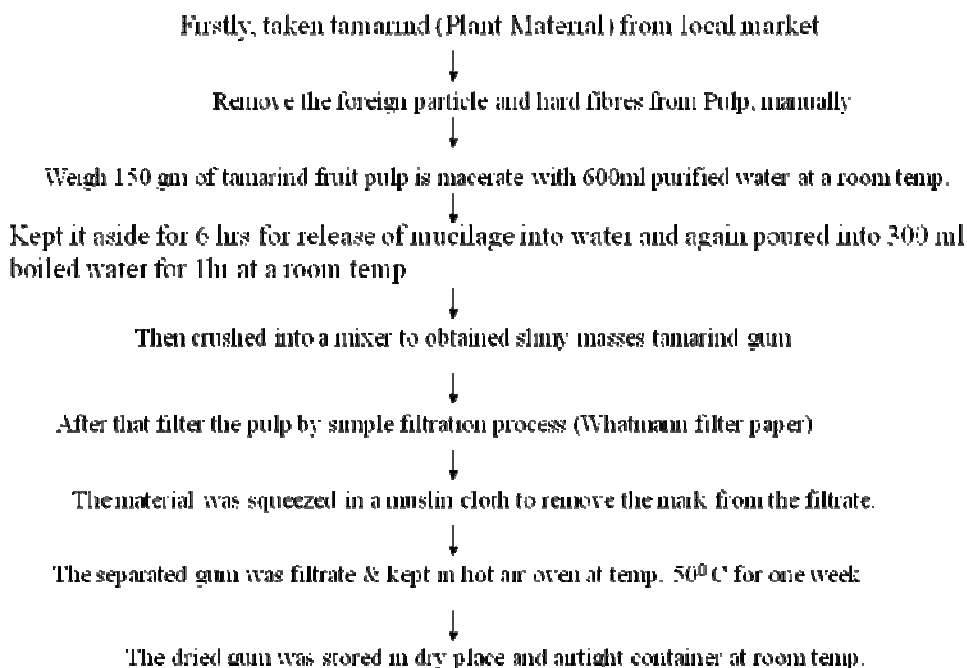 Firstly, taken tamarind (Plant Material) from local market
Remove the foreign particle and hard fibres from Pulp, manually
Weigh 150 gm of tamarind fruit pulp is macerate with 600ml purified water at a room temp.
Kept it aside for 6 hrs for release of mucilage into water and again poured into 300 ml
boiled water for 1hr at a room temp
Then crushed into a mixer to obtained slimy masses tamarind gum
After that filter the pulp by simple filtration process (Whatmann filter paper)
The material was squeezed in a muslin cloth to remove the mark from the filtrate.
The separated gum was filtrate & kept in hot air oven at temp. 50⁰ C for one week
The dried gum was stored in dry place and airtight container at room temp.